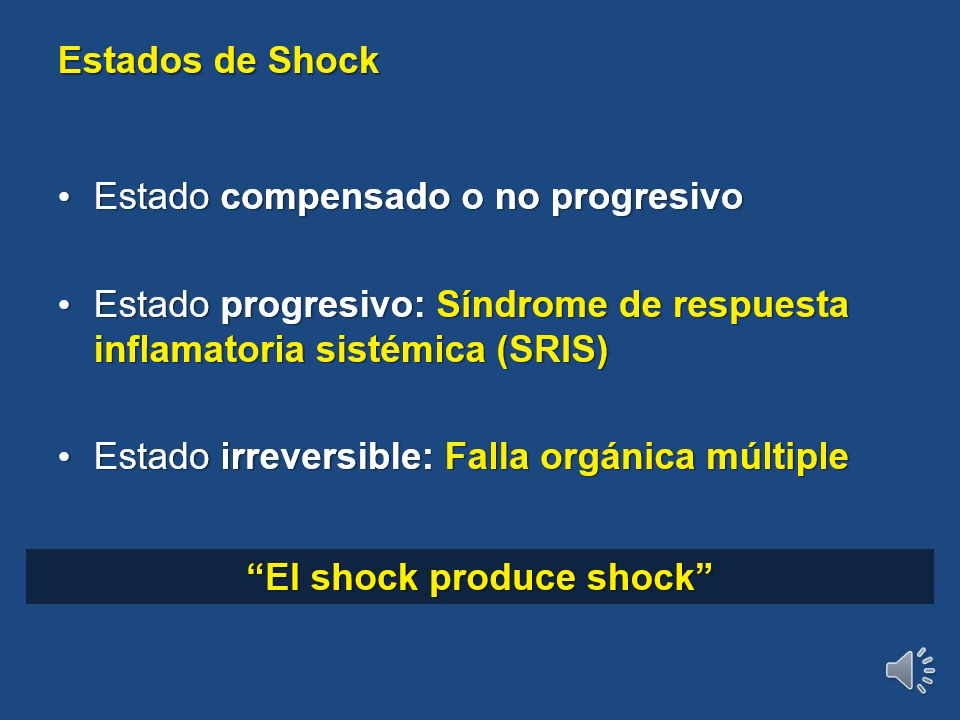 Estados de Shock
• Estado compensado o no progresivo
• Estado progresivo: Síndrome de respuesta
inflamatoria sistémica (SRIS)
• Estado irreversible: Falla orgánica múltiple
“El shock produce shock”